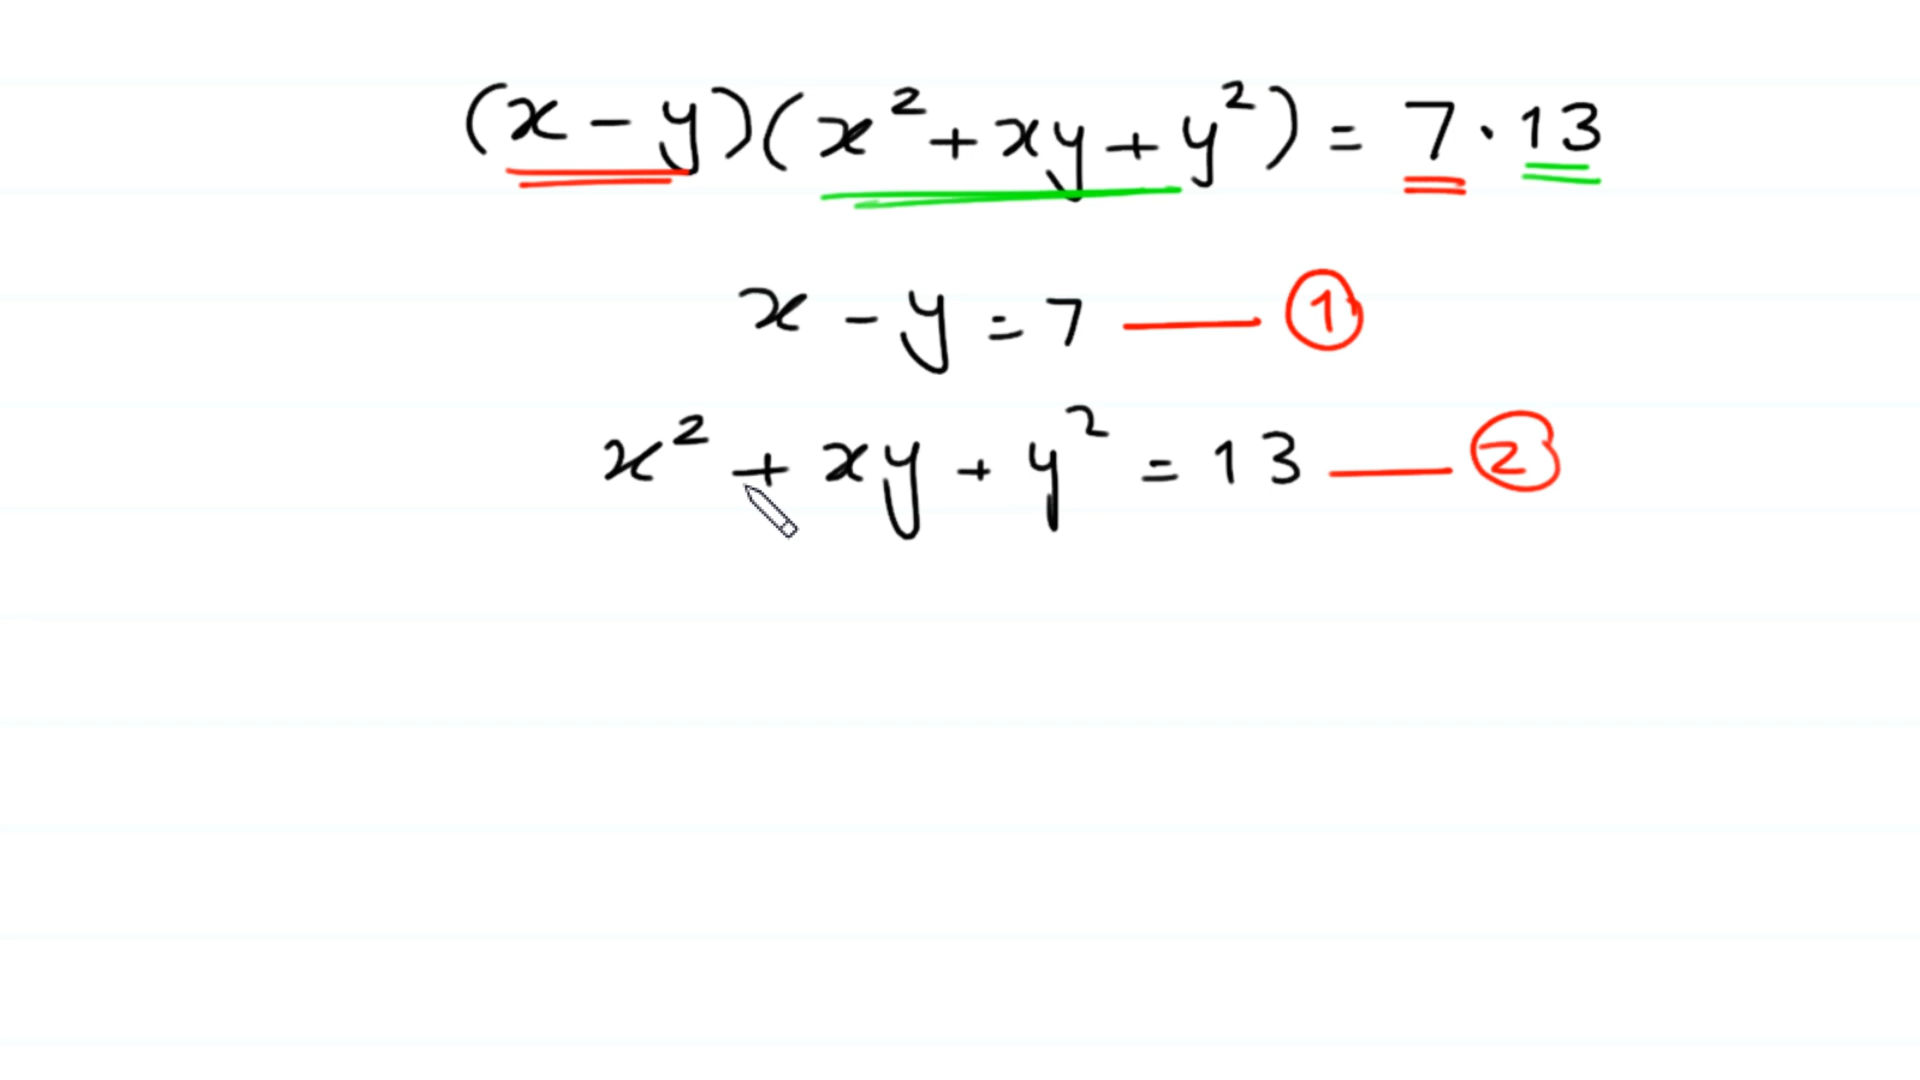 (x - y)(x² + xy + y²) = 7 · 13
x - y = 7 —— ①
x² + xy + y² = 13 —— ②